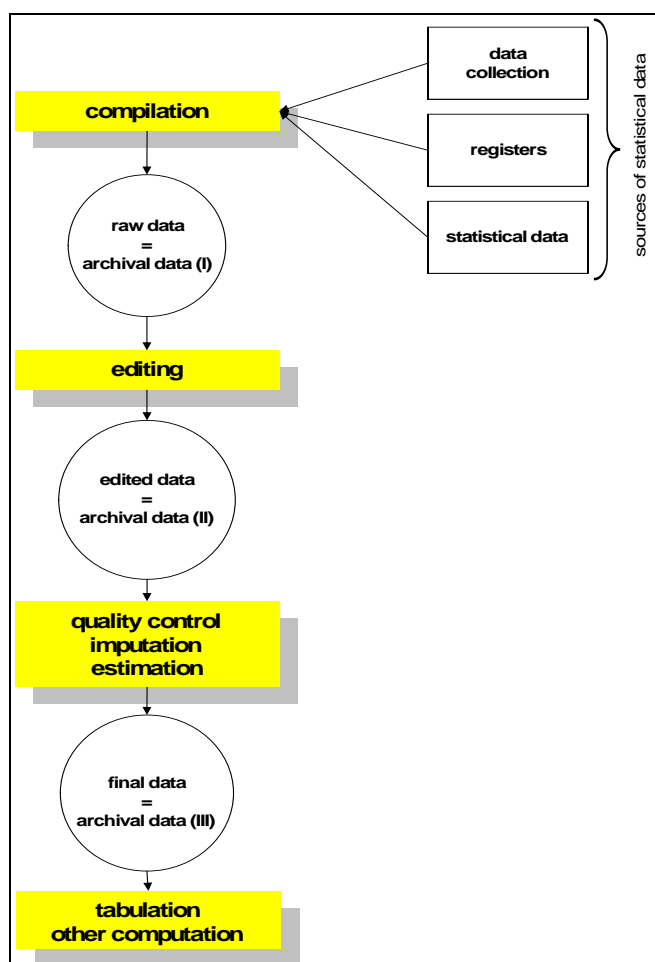 data
collection
compilation
registers
statistical data
sources of statistical data
raw data
=
archival data (I)
editing
edited data
=
archival data (II)
quality control
imputation
estimation
final data
=
archival data (III)
tabulation
other computation